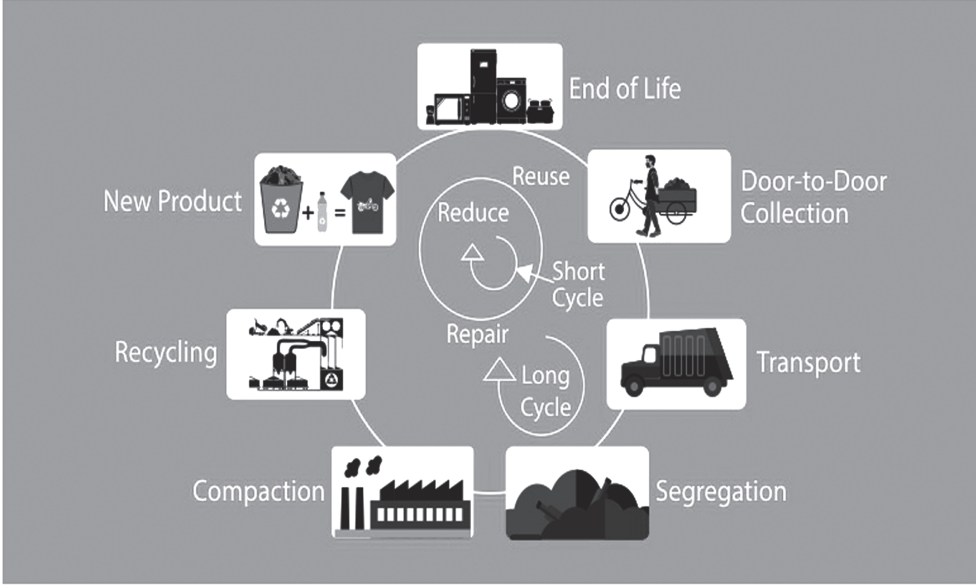 End of Life
Door-to-Door
Collection
Transport
Segregation
Compaction
Recycling
New Product
Reuse
Reduce
Short
Cycle
Repair
Long
Cycle